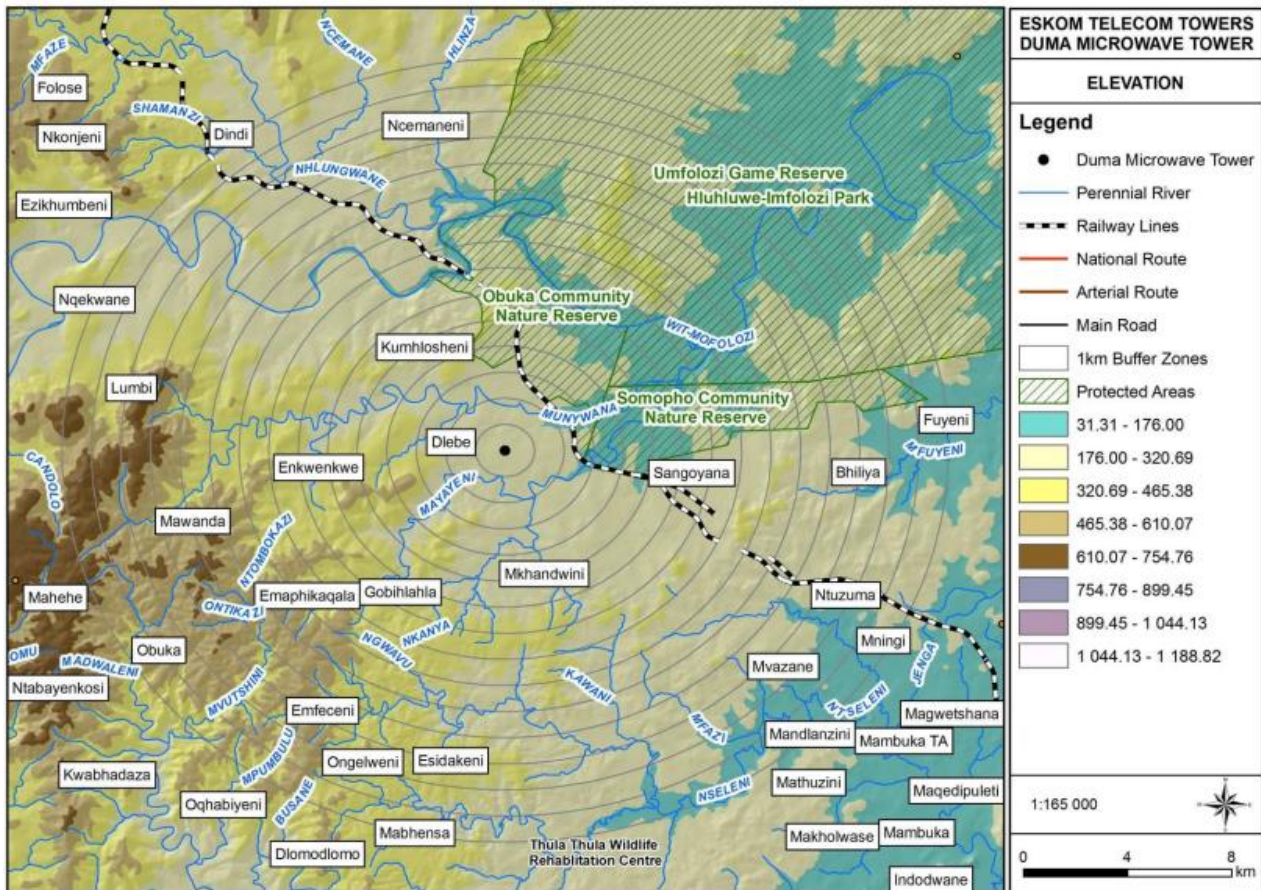 ESKOM TELECOM TOWERS
DUMA MICROWAVE TOWER
ELEVATION
Legend
Duma Microwave Tower
Perennial River
Railway Lines
National Route
Arterial Route
Main Road
1km Buffer Zones
Protected Areas
31.31 - 176.00
176.00 - 320.69
320.69 - 465.38
465.38 - 610.07
610.07 - 754.76
754.76 - 899.45
899.45 - 1 044.13
1 044.13 - 1 188.82
1:165 000
0 4 8
km
MFAZE
NCEMANE
HLINZA
Folose
SHAMANZI
Nkonjeni
Dindi
Ncemaneni
NHLUNGWANE
Umfolozi Game Reserve
Hluhluwe-Imfolozi Park
Ezikhumbeni
Nqekwane
Obuka Community
Nature Reserve
WIT-MOFOLOZI
Kumhlosheni
Lumbi
Somopho Community
Nature Reserve
MUNYWANA
Fuyeni
MFUYENI
Dlebe
CANDOLO
Enkwenkwe
MAYAYENI
Sangoyana
Bhiliya
Mawanda
NTOMBOKAZI
Mkhandwini
Mahehe
Emaphikaqala
Gobihlahla
Ntuzuma
ONTIKAZI
NKANYA
NGWAVU
Mningi
OMU
MADWALENI
Obuka
Mvazane
JENGA
KAWANI
Ntabayenkosi
MVUTSHINI
NTSELENI
Emfeceni
MFAZI
Magwetshana
Mandlanzini
Mambuka TA
MPUMBULU
Ongelweni
Esidakeni
Kwabhadaza
NSELENI
Mathuzini
Maqedipuleti
Oqhabiyeni
BUSANE
Mabhensa
Makholwase
Mambuka
Thula Thula Wildlife
Rehablitation Centre
Dlomodlomo
Indodwane